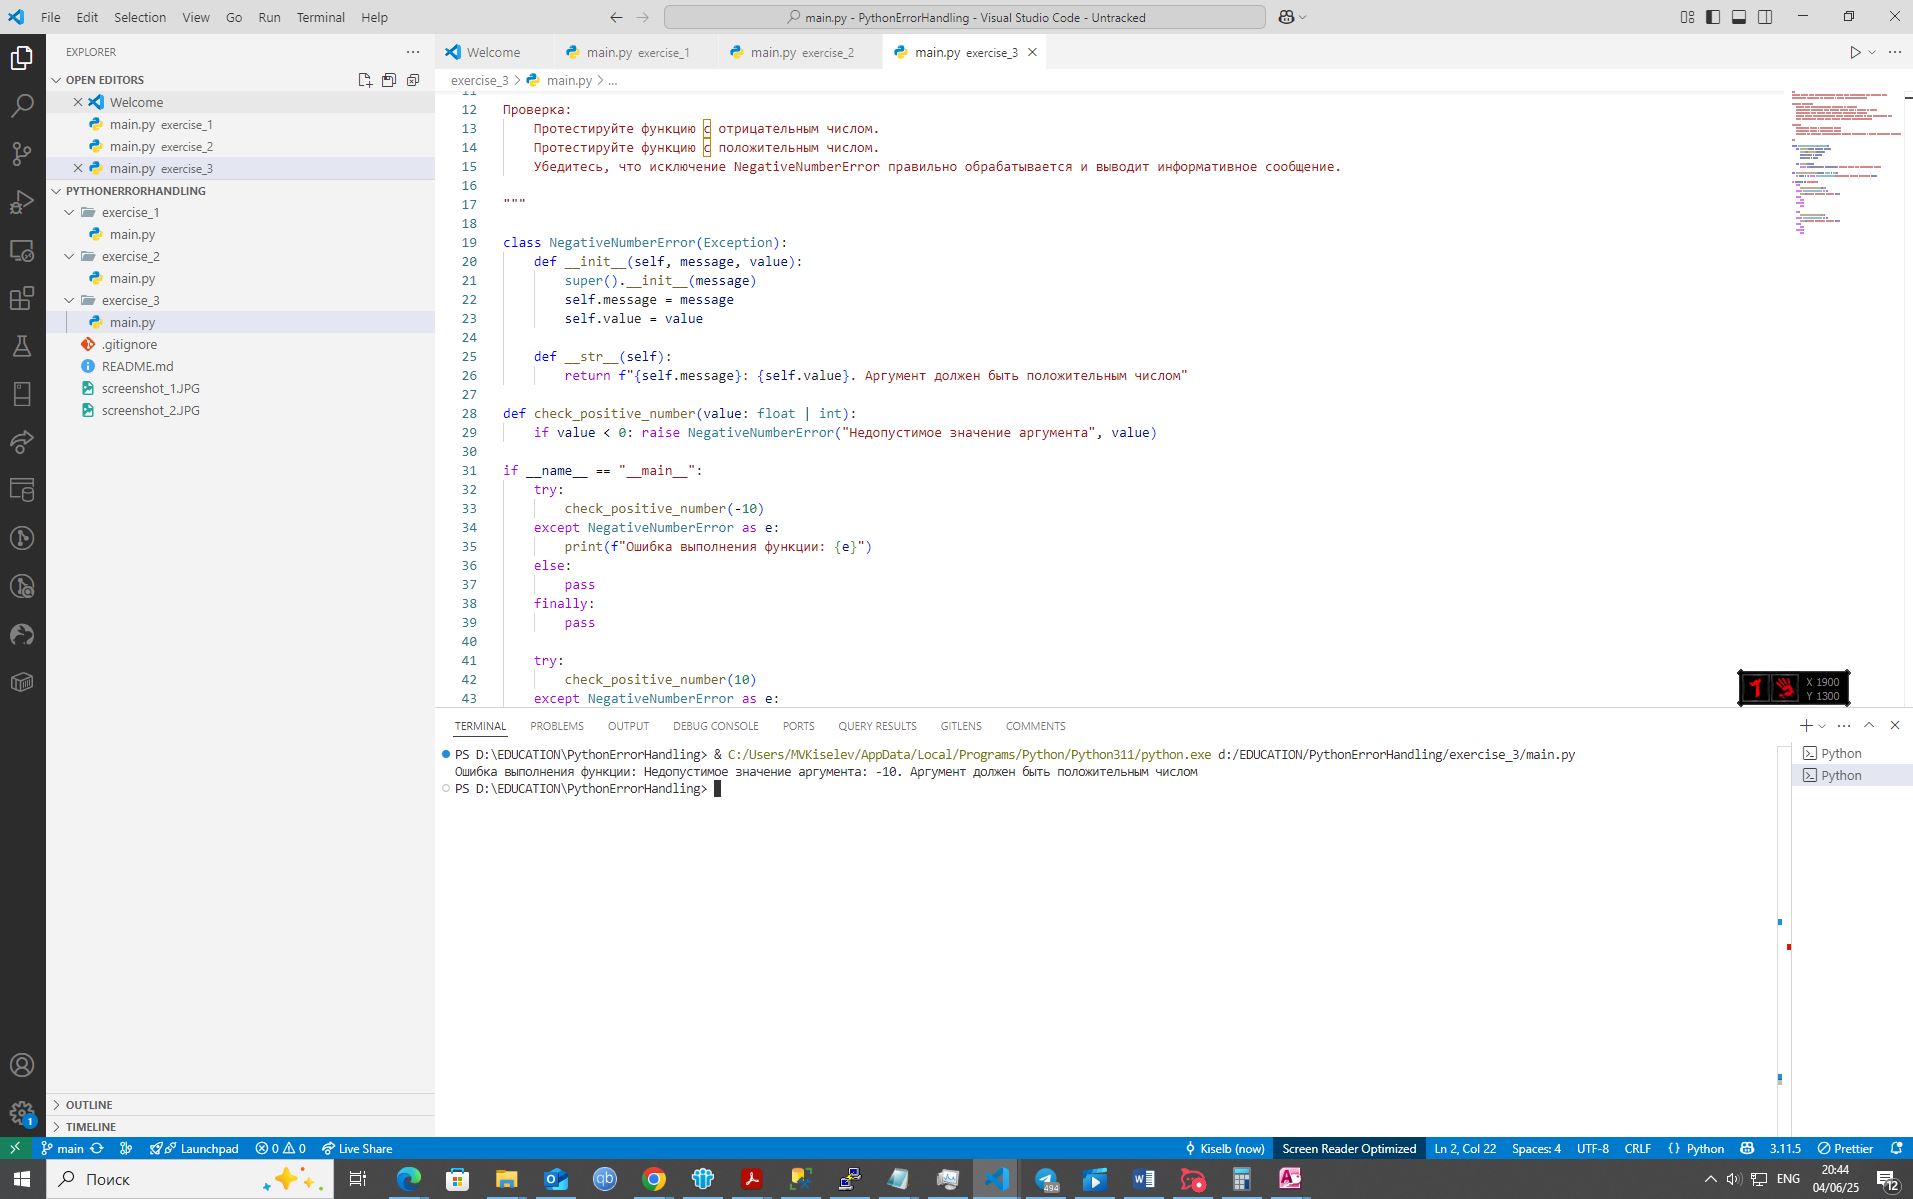 File Edit Selection View Go Run Terminal Help
main.py - PythonErrorHandling - Visual Studio Code - Untracked
EXPLORER
OPEN EDITORS
Welcome
main.py exercise_1
main.py exercise_2
main.py exercise_3
PYTHONERRORHANDLING
exercise_1
main.py
exercise_2
main.py
exercise_3
main.py
.gitignore
README.md
screenshot_1.JPG
screenshot_2.JPG
OUTLINE
TIMELINE
Welcome main.py exercise_1 main.py exercise_2 main.py exercise_3
exercise_3 > main.py > ...
11
12 Проверка:
13 Протестируйте функцию с отрицательным числом.
14 Протестируйте функцию с положительным числом.
15 Убедитесь, что исключение NegativeNumberError правильно обрабатывается и выводит информативное сообщение.
16
17 """
18
19 class NegativeNumberError(Exception):
20 def __init__(self, message, value):
21 super().__init__(message)
22 self.message = message
23 self.value = value
24
25 def __str__(self):
26 return f"{self.message}: {self.value}. Аргумент должен быть положительным числом"
27
28 def check_positive_number(value: float | int):
29 if value < 0: raise NegativeNumberError("Недопустимое значение аргумента", value)
30
31 if __name__ == "__main__":
32 try:
33 check_positive_number(-10)
34 except NegativeNumberError as e:
35 print(f"Ошибка выполнения функции: {e}")
36 else:
37 pass
38 finally:
39 pass
40
41 try:
42 check_positive_number(10)
43 except NegativeNumberError as e:
X 1900
Y 1300
TERMINAL PROBLEMS OUTPUT DEBUG CONSOLE PORTS QUERY RESULTS GITLENS COMMENTS
PS D:\EDUCATION\PythonErrorHandling> & C:/Users/MVKiselev/AppData/Local/Programs/Python/Python311/python.exe d:/EDUCATION/PythonErrorHandling/exercise_3/main.py
Ошибка выполнения функции: Недопустимое значение аргумента: -10. Аргумент должен быть положительным числом
PS D:\EDUCATION\PythonErrorHandling>
Python
Python
1
main Launchpad 0 0 Live Share
Kiselb (now) Screen Reader Optimized Ln 2, Col 22 Spaces: 4 UTF-8 CRLF { } Python 3.11.5 Prettier
Поиск
qb
494
ENG
20:44
04/06/25
12